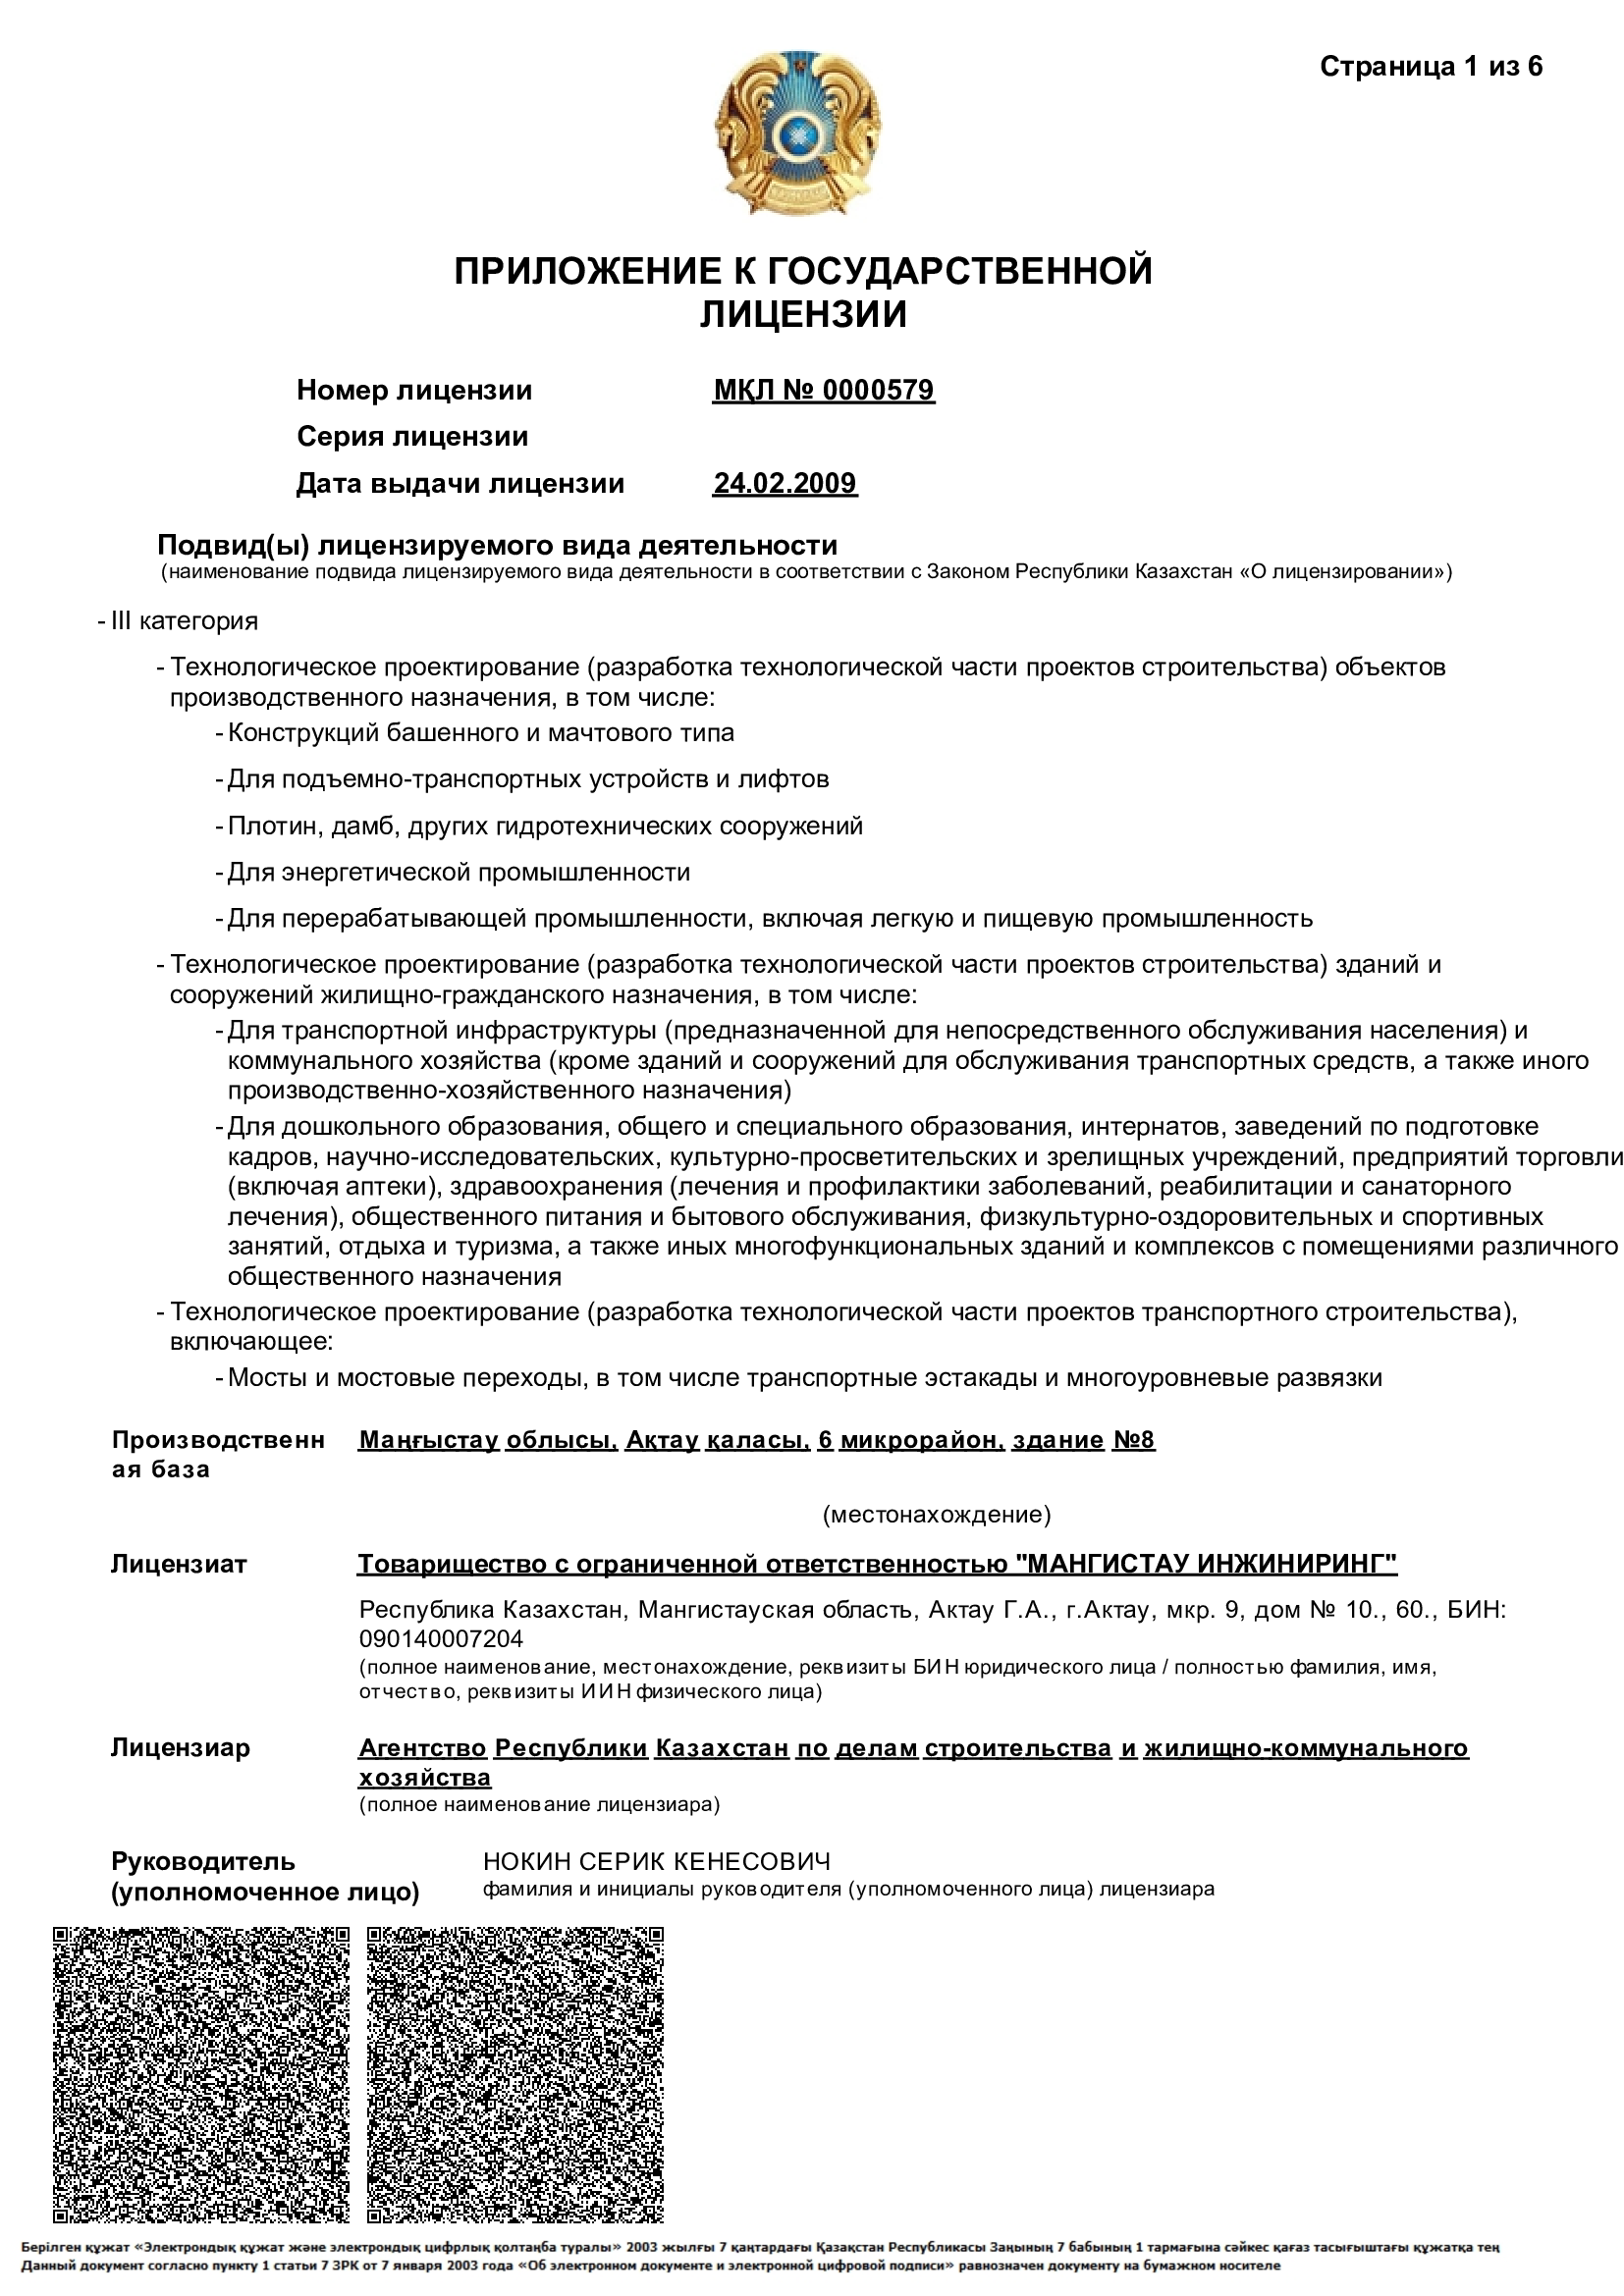 Страница 1 из 6
ПРИЛОЖЕНИЕ К ГОСУДАРСТВЕННОЙ
ЛИЦЕНЗИИ
Номер лицензии МҚЛ № 0000579
Серия лицензии
Дата выдачи лицензии 24.02.2009
Подвид(ы) лицензируемого вида деятельности
(наименование подвида лицензируемого вида деятельности в соответствии с Законом Республики Казахстан «О лицензировании»)
- III категория
- Технологическое проектирование (разработка технологической части проектов строительства) объектов
производственного назначения, в том числе:
- Конструкций башенного и мачтового типа
- Для подъемно-транспортных устройств и лифтов
- Плотин, дамб, других гидротехнических сооружений
- Для энергетической промышленности
- Для перерабатывающей промышленности, включая легкую и пищевую промышленность
- Технологическое проектирование (разработка технологической части проектов строительства) зданий и
сооружений жилищно-гражданского назначения, в том числе:
- Для транспортной инфраструктуры (предназначенной для непосредственного обслуживания населения) и
коммунального хозяйства (кроме зданий и сооружений для обслуживания транспортных средств, а также иного
производственно-хозяйственного назначения)
- Для дошкольного образования, общего и специального образования, интернатов, заведений по подготовке
кадров, научно-исследовательских, культурно-просветительских и зрелищных учреждений, предприятий торговли
(включая аптеки), здравоохранения (лечения и профилактики заболеваний, реабилитации и санаторного
лечения), общественного питания и бытового обслуживания, физкультурно-оздоровительных и спортивных
занятий, отдыха и туризма, а также иных многофункциональных зданий и комплексов с помещениями различного
общественного назначения
- Технологическое проектирование (разработка технологической части проектов транспортного строительства),
включающее:
- Мосты и мостовые переходы, в том числе транспортные эстакады и многоуровневые развязки
Производственн Маңғыстау облысы, Ақтау қаласы, 6 микрорайон, здание №8
ая база
(местонахождение)
Лицензиат Товарищество с ограниченной ответственностью "МАНГИСТАУ ИНЖИНИРИНГ"
Республика Казахстан, Мангистауская область, Актау Г.А., г.Актау, мкр. 9, дом № 10., 60., БИН:
090140007204
(полное наименование, местонахождение, реквизиты БИН юридического лица / полностью фамилия, имя,
отчество, реквизиты ИИН физического лица)
Лицензиар Агентство Республики Казахстан по делам строительства и жилищно-коммунального
хозяйства
(полное наименование лицензиара)
Руководитель НОКИН СЕРИК КЕНЕСОВИЧ
(уполномоченное лицо) фамилия и инициалы руководителя (уполномоченного лица) лицензиара
Берілген құжат «Электрондық құжат және электрондық цифрлық қолтаңба туралы» 2003 жылғы 7 қаңтардағы Қазақстан Республикасы Заңының 7 бабының 1 тармағына сәйкес қағаз тасығыштағы құжатқа тең
Данный документ согласно пункту 1 статьи 7 ЗРК от 7 января 2003 года «Об электронном документе и электронной цифровой подписи» равнозначен документу на бумажном носителе